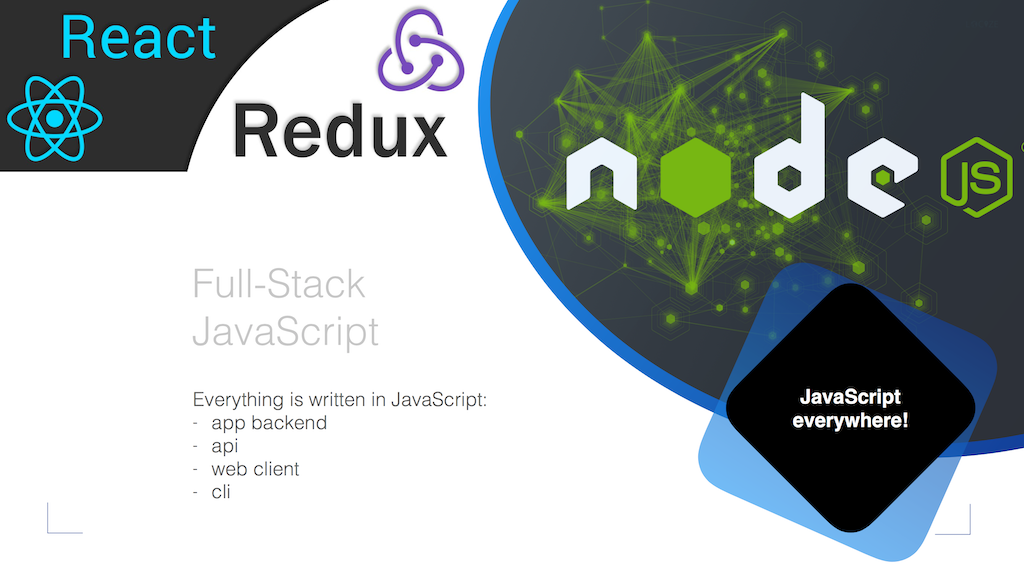 React
Redux
node JS
Full-Stack
JavaScript
Everything is written in JavaScript:
- app backend
- api
- web client
- cli
JavaScript
everywhere!